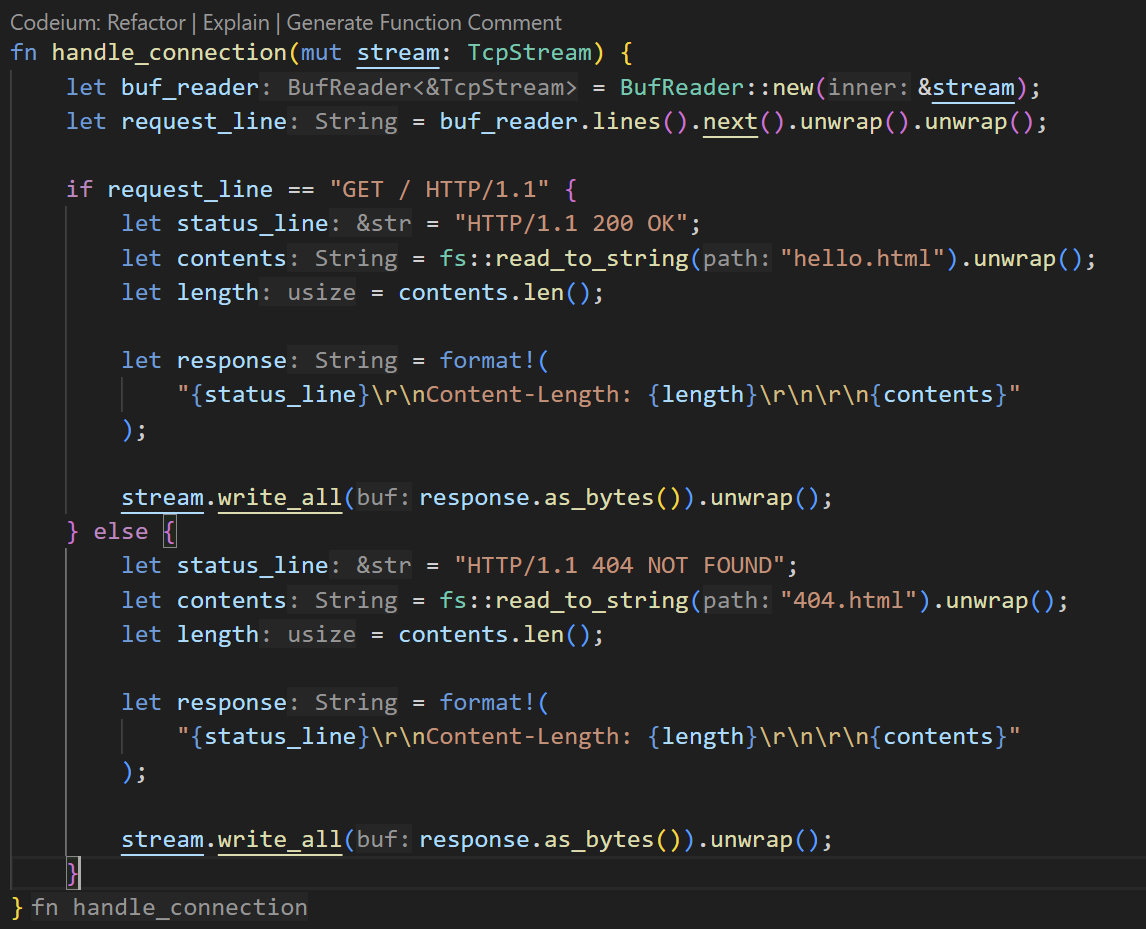 Codeium: Refactor | Explain | Generate Function Comment
fn handle_connection(mut stream: TcpStream) {
    let buf_reader: BufReader<&TcpStream> = BufReader::new(inner: &stream);
    let request_line: String = buf_reader.lines().next().unwrap().unwrap();

    if request_line == "GET / HTTP/1.1" {
        let status_line: &str = "HTTP/1.1 200 OK";
        let contents: String = fs::read_to_string(path: "hello.html").unwrap();
        let length: usize = contents.len();

        let response: String = format!(
            "{status_line}\r\nContent-Length: {length}\r\n\r\n{contents}"
        );

        stream.write_all(buf: response.as_bytes()).unwrap();
    } else {
        let status_line: &str = "HTTP/1.1 404 NOT FOUND";
        let contents: String = fs::read_to_string(path: "404.html").unwrap();
        let length: usize = contents.len();

        let response: String = format!(
            "{status_line}\r\nContent-Length: {length}\r\n\r\n{contents}"
        );

        stream.write_all(buf: response.as_bytes()).unwrap();
    }
} fn handle_connection